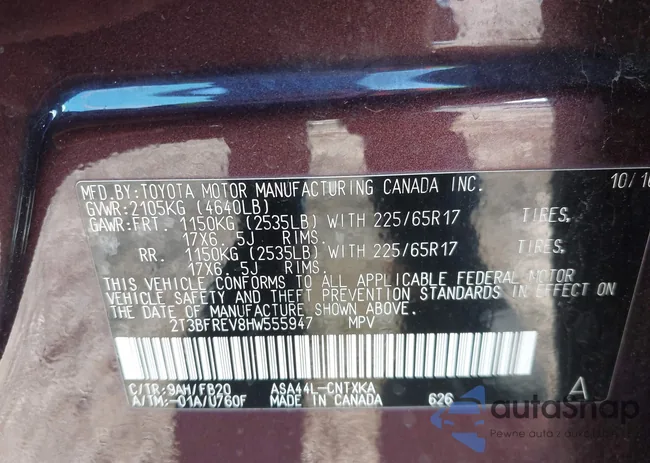 MFD.BY:TOYOTA MOTOR MANUFACTURING CANADA INC. 10/16
GVWR:2105KG (4640LB)
GAWR:FRT. 1150KG (2535LB) WITH 225/65R17 TIRES,
17X6.5J RIMS.
RR. 1150KG (2535LB) WITH 225/65R17 TIRES,
17X6.5J RIMS.
THIS VEHICLE CONFORMS TO ALL APPLICABLE FEDERAL MOTOR
VEHICLE SAFETY AND THEFT PREVENTION STANDARDS IN EFFECT ON
THE DATE OF MANUFACTURE SHOWN ABOVE.
2T3BFREV8HW555947 MPV
C/TR:9AH/FB20 ASA44L-CNTXKA A
A/TM:-01A/U760F MADE IN CANADA 626
autaSnap
Pewne auto z autoSnap